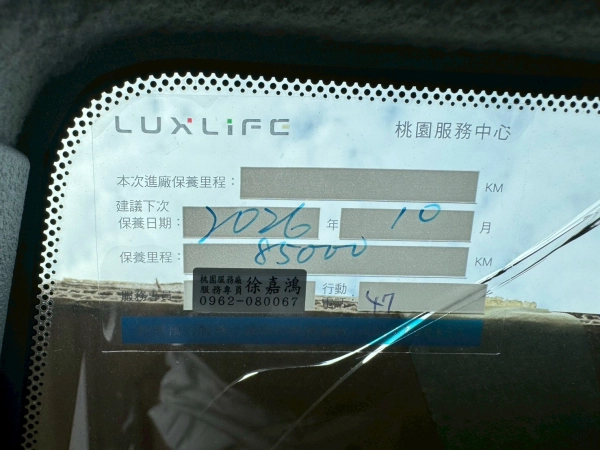 LUXLIFE 桃園服務中心
本次進廠保養里程： KM
建議下次
保養日期： 2026 年 10 月
保養里程： 85000 KM
桃園服務廠
服務專員 徐嘉鴻
0962-080067
行動
47